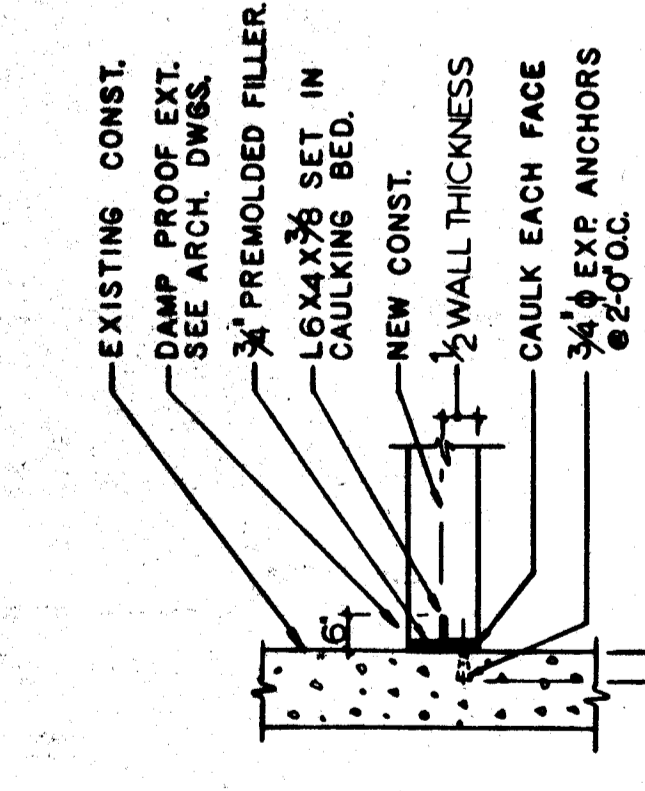 EXISTING CONST.
DAMP PROOF EXT.
SEE ARCH. DWGS.
3/4" PREMOLDED FILLER.
L6X4X3/8 SET IN
CAULKING BED.
NEW CONST.
1/2 WALL THICKNESS
CAULK EACH FACE
3/4" ϕ EXP. ANCHORS
@ 2'-0" O.C.
6"